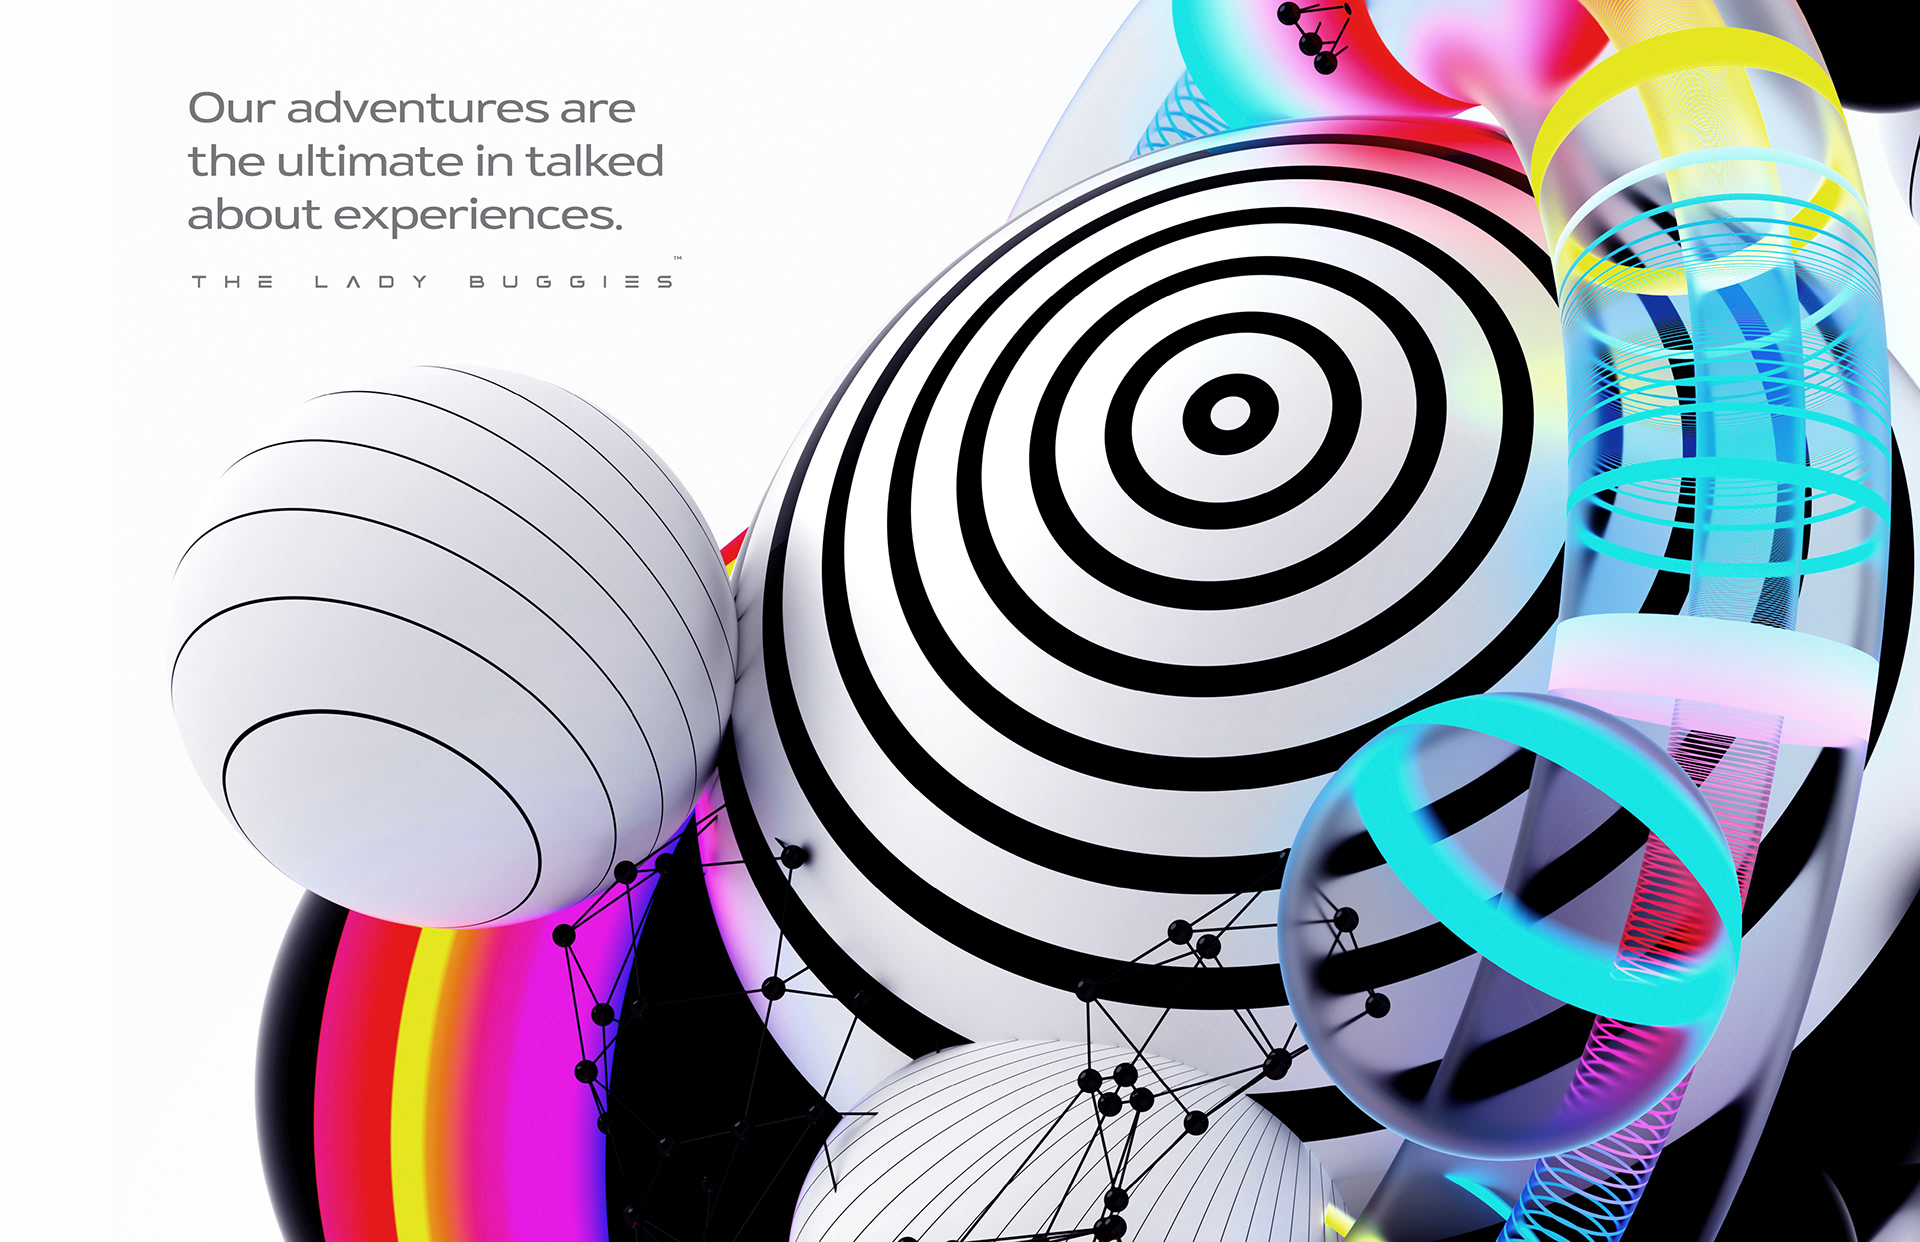 Our adventures are
the ultimate in talked
about experiences.
THE LADY BUGGIES™